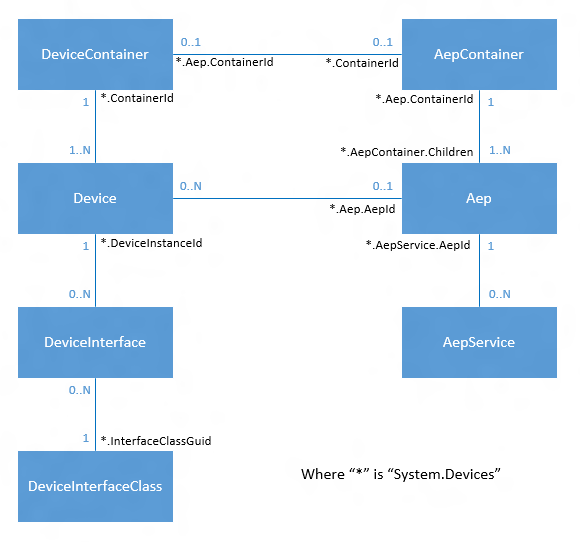 DeviceContainer
0..1
0..1
AepContainer
*.Aep.ContainerId
*.ContainerId
1
*.ContainerId
*.Aep.ContainerId
1
1..N
*.AepContainer.Children
1..N
Device
0..N
0..1
Aep
*.Aep.AepId
1
*.DeviceInstanceId
*.AepService.AepId
1
0..N
0..N
DeviceInterface
AepService
0..N
1
*.InterfaceClassGuid
DeviceInterfaceClass
Where “*” is “System.Devices”